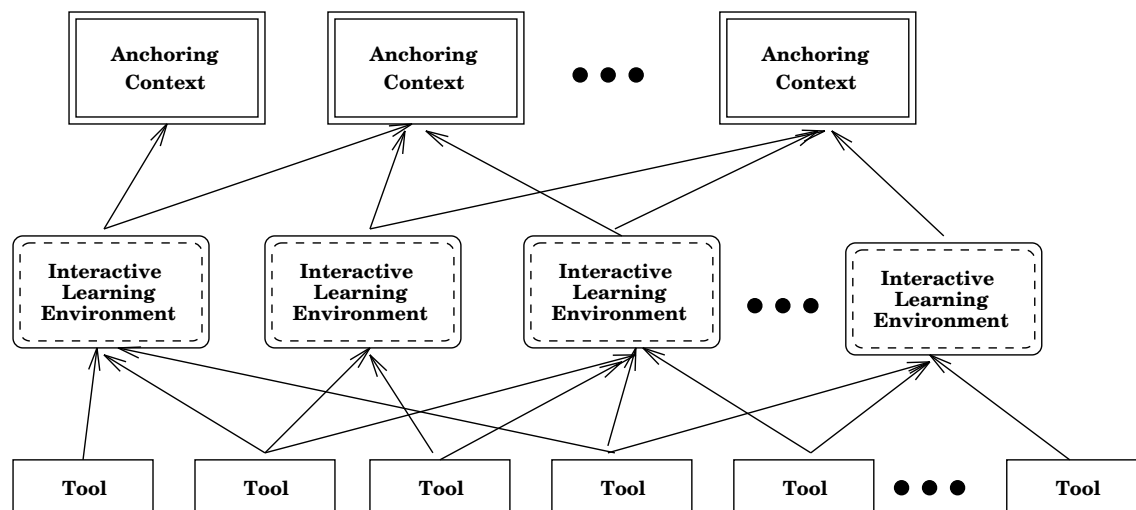 Anchoring
Context
Anchoring
Context
Anchoring
Context
Interactive
Learning
Environment
Interactive
Learning
Environment
Interactive
Learning
Environment
Interactive
Learning
Environment
Tool
Tool
Tool
Tool
Tool
Tool